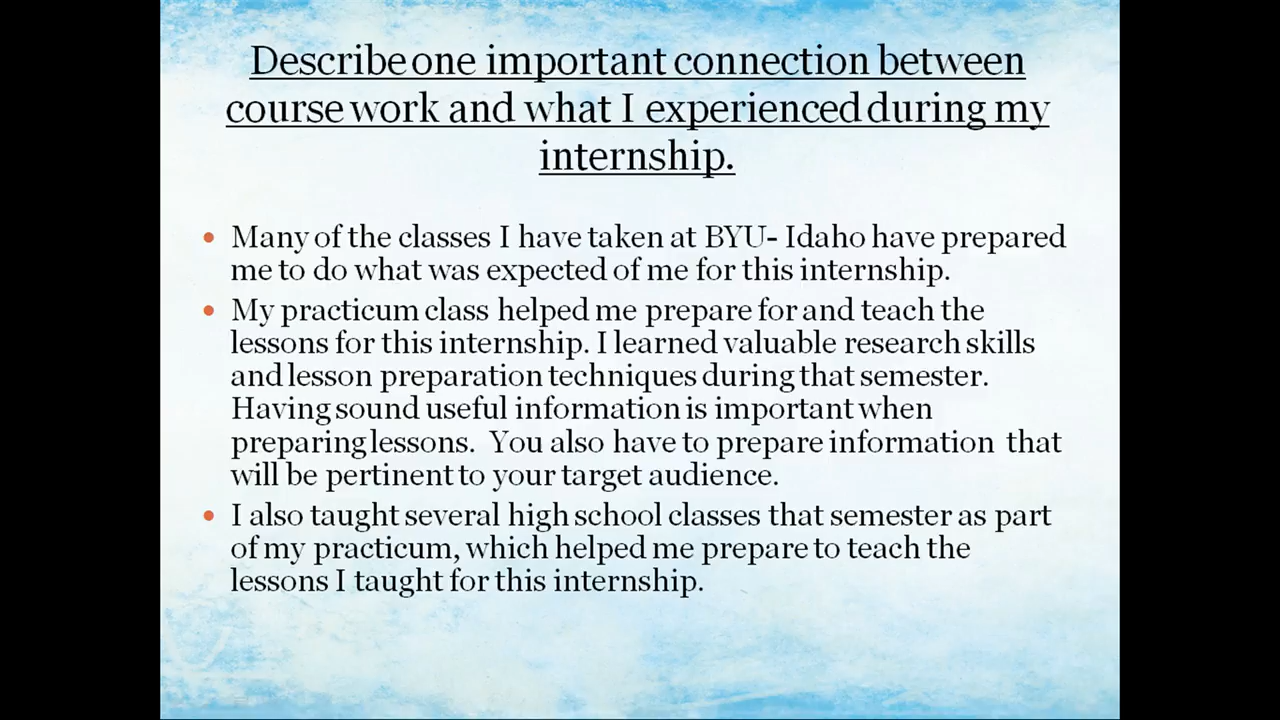 Describe one important connection between
course work and what I experienced during my
internship.
• Many of the classes I have taken at BYU- Idaho have prepared
me to do what was expected of me for this internship.
• My practicum class helped me prepare for and teach the
lessons for this internship. I learned valuable research skills
and lesson preparation techniques during that semester.
Having sound useful information is important when
preparing lessons.  You also have to prepare information  that
will be pertinent to your target audience.
• I also taught several high school classes that semester as part
of my practicum, which helped me prepare to teach the
lessons I taught for this internship.